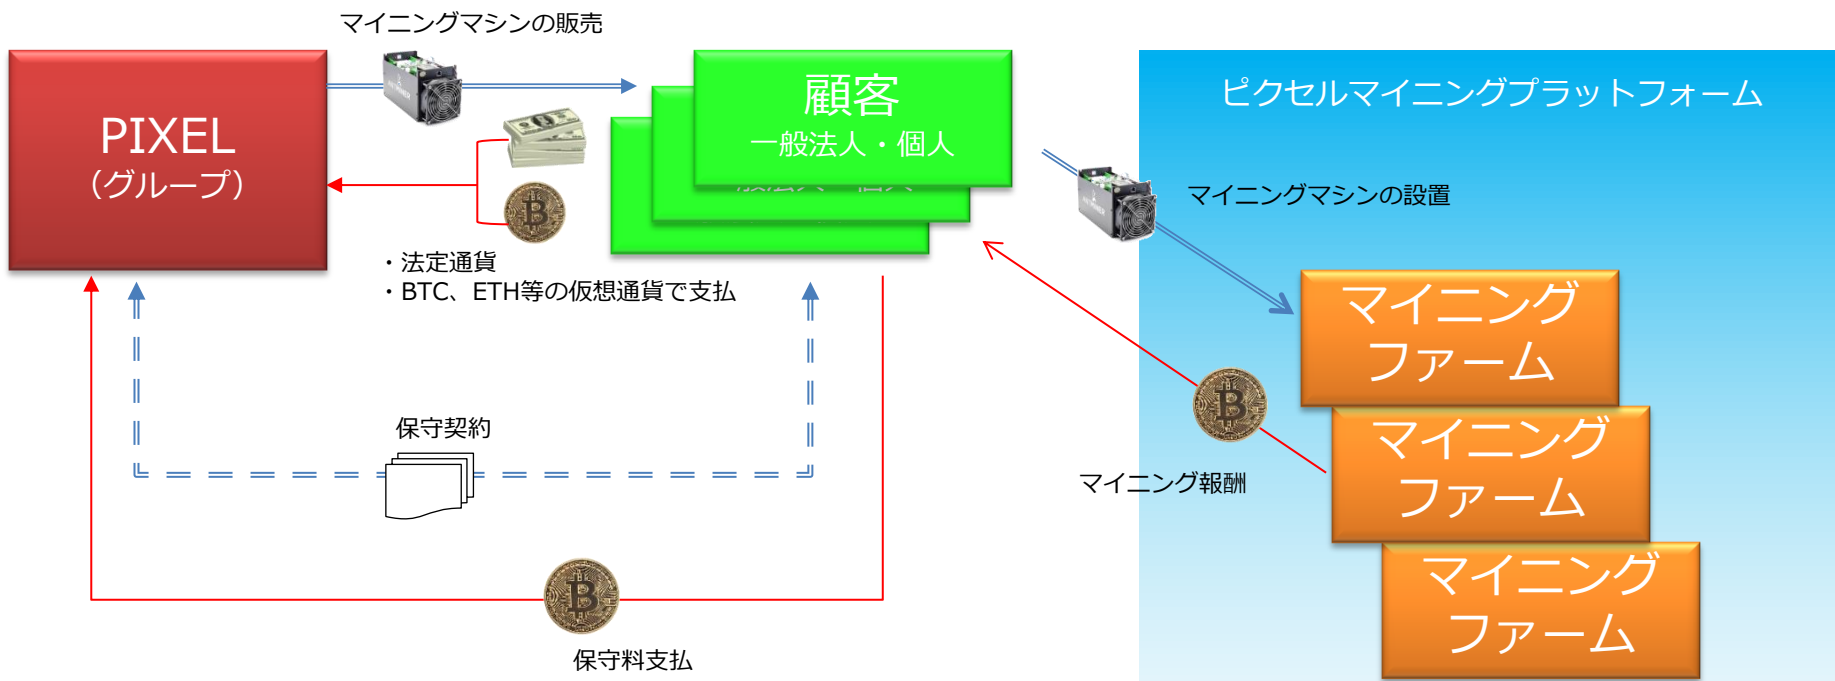 マイニングマシンの販売
PIXEL
（グループ）
・法定通貨
・BTC、ETH等の仮想通貨で支払
顧客
一般法人・個人
ピクセルマイニングプラットフォーム
マイニングマシンの設置
マイニング
ファーム
マイニング
ファーム
マイニング
ファーム
マイニング報酬
保守契約
保守料支払